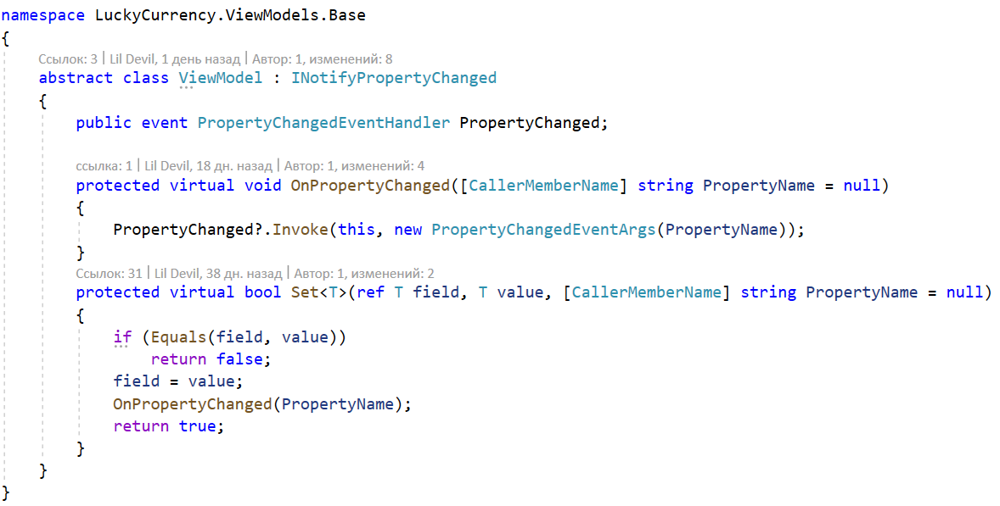 namespace LuckyCurrency.ViewModels.Base
{
Ссылок: 3 | Lil Devil, 1 день назад | Автор: 1, изменений: 8
abstract class ViewModel : INotifyPropertyChanged
{
public event PropertyChangedEventHandler PropertyChanged;
ссылка: 1 | Lil Devil, 18 дн. назад | Автор: 1, изменений: 4
protected virtual void OnPropertyChanged([CallerMemberName] string PropertyName = null)
{
PropertyChanged?.Invoke(this, new PropertyChangedEventArgs(PropertyName));
}
Ссылок: 31 | Lil Devil, 38 дн. назад | Автор: 1, изменений: 2
protected virtual bool Set<T>(ref T field, T value, [CallerMemberName] string PropertyName = null)
{
if (Equals(field, value))
return false;
field = value;
OnPropertyChanged(PropertyName);
return true;
}
}
}